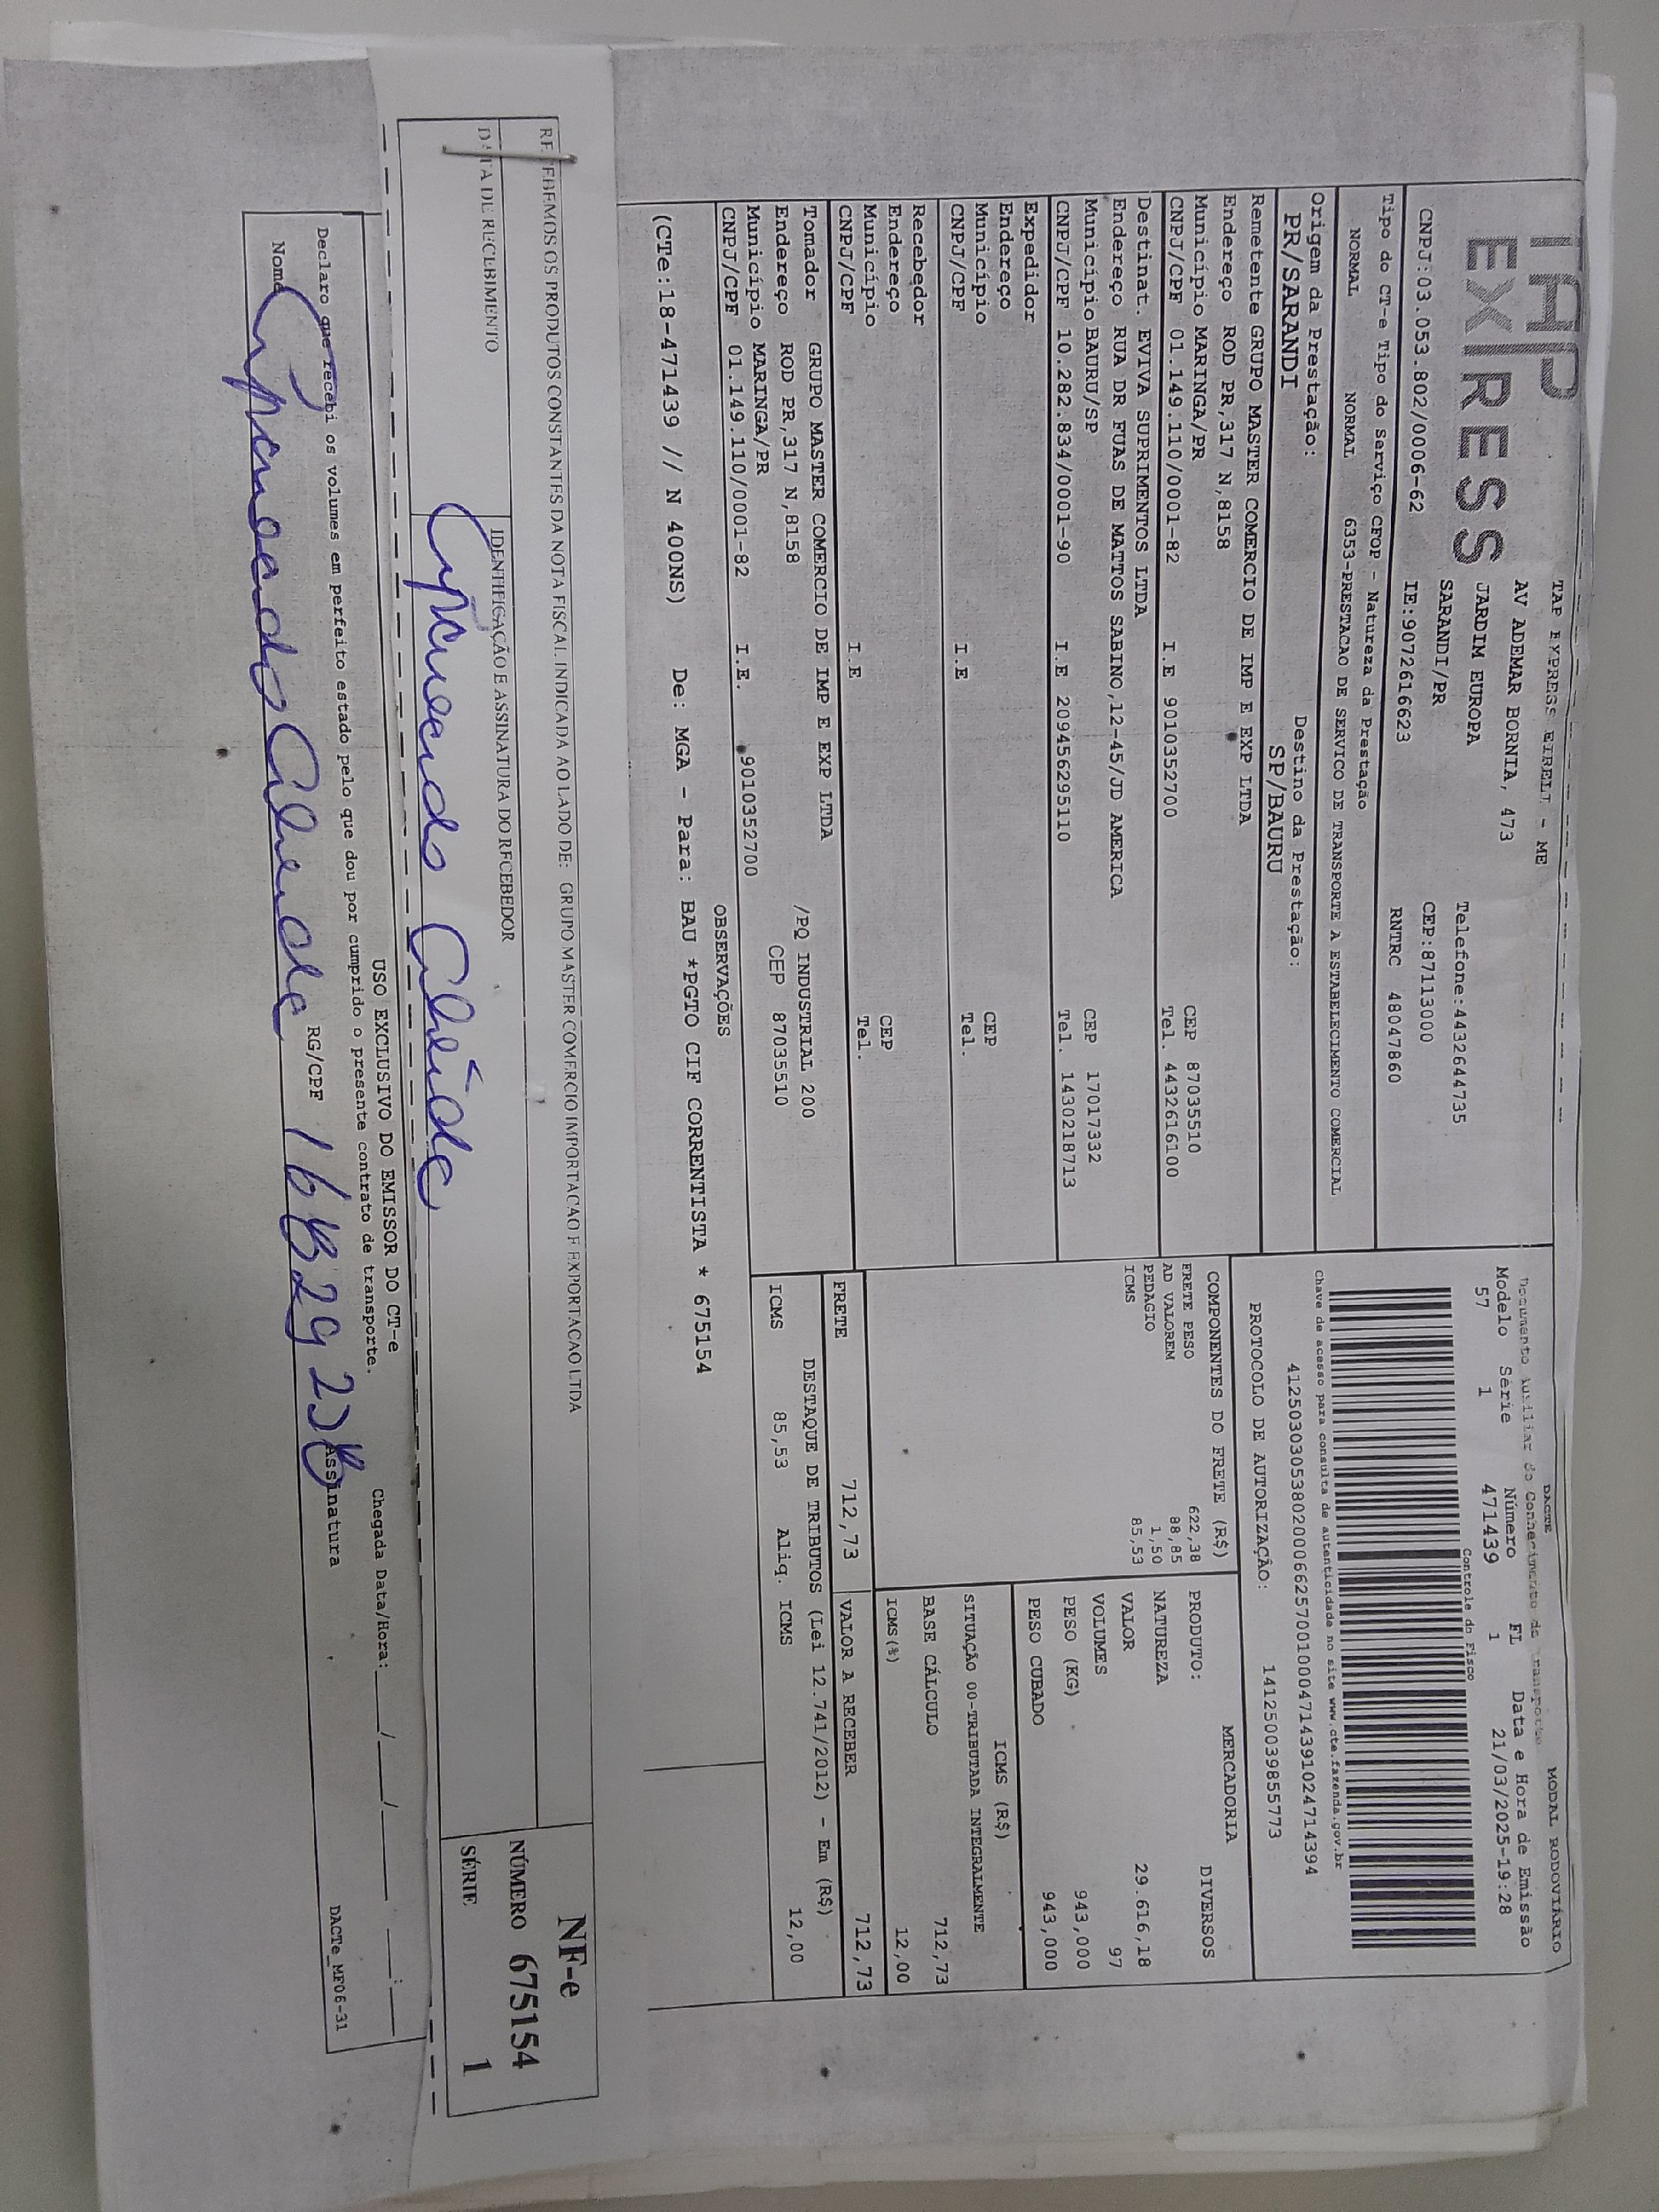 TAP EXPRESS
TAP EXPRESS EIRELI - ME
AV ADEMAR BORNIA, 473
JARDIM EUROPA
Telefone:4432644735
SARANDI/PR
CEP:87113000
CNPJ:03.053.802/0006-62
IE:9072616623
RNTRC 48047860
DACTE
MODAL RODOVIÁRIO
Documento Auxiliar do Conhecimento de Transporte
Modelo Série Número FL Data e Hora de Emissão
57 1 471439 1 21/03/2025-19:28
Controle do Fisco
Chave de acesso para consulta de autenticidade no site www.cte.fazenda.gov.br
41250303053802000662570010004714391024714394
PROTOCOLO DE AUTORIZAÇÃO: 141250039855773
Tipo do CT-e Tipo do Serviço CFOP - Natureza da Prestação
NORMAL NORMAL 6353-PRESTACAO DE SERVICO DE TRANSPORTE A ESTABELECIMENTO COMERCIAL
Origem da Prestação: Destino da Prestação:
PR/SARANDI SP/BAURU
Remetente GRUPO MASTER COMERCIO DE IMP E EXP LTDA
Endereço ROD PR,317 N,8158 CEP 87035510
Município MARINGA/PR Tel. 4432616100
CNPJ/CPF 01.149.110/0001-82 I.E 9010352700
Destinat. EVIVA SUPRIMENTOS LTDA
Endereço RUA DR FUAS DE MATTOS SABINO,12-45/JD AMERICA
Município BAURU/SP CEP 17017332
CNPJ/CPF 10.282.834/0001-90 I.E 209456295110 Tel. 1430218713
Expedidor
Endereço CEP
Município Tel.
CNPJ/CPF I.E
Recebedor
Endereço CEP
Município Tel.
CNPJ/CPF I.E
Tomador GRUPO MASTER COMERCIO DE IMP E EXP LTDA
Endereço ROD PR,317 N,8158 /PQ INDUSTRIAL 200
Município MARINGA/PR CEP 87035510
CNPJ/CPF 01.149.110/0001-82 I.E. 9010352700
COMPONENTES DO FRETE (R$)
FRETE PESO 622,38
AD VALOREM 88,85
PEDAGIO 1,50
ICMS 85,53
MERCADORIA
PRODUTO: DIVERSOS
NATUREZA
VALOR 29.616,18
VOLUMES 97
PESO (KG) 943,000
PESO CUBADO 943,000
ICMS (R$)
SITUAÇÃO 00-TRIBUTADA INTEGRALMENTE
BASE CÁLCULO 712,73
ICMS(%) 12,00
FRETE 712,73 VALOR A RECEBER 712,73
DESTAQUE DE TRIBUTOS (Lei 12.741/2012) - Em (R$)
ICMS 85,53 Aliq. ICMS 12,00
OBSERVAÇÕES
(CTe:18-471439 // N 400NS) De: MGA - Para: BAU *PGTO CIF CORRENTISTA * 675154
RECEBEMOS OS PRODUTOS CONSTANTES DA NOTA FISCAL INDICADA AO LADO DE: GRUPO MASTER COMERCIO IMPORTACAO E EXPORTACAO LTDA
DATA DE RECEBIMENTO IDENTIFICAÇÃO E ASSINATURA DO RECEBEDOR
NF-e
NÚMERO 675154
SÉRIE 1
USO EXCLUSIVO DO EMISSOR DO CT-e
Declaro que recebi os volumes em perfeito estado pelo que dou por cumprido o presente contrato de transporte.
Chegada Data/Hora:___/___/_____ __:__
Nome RG/CPF Assinatura
DACTe_MF06-31